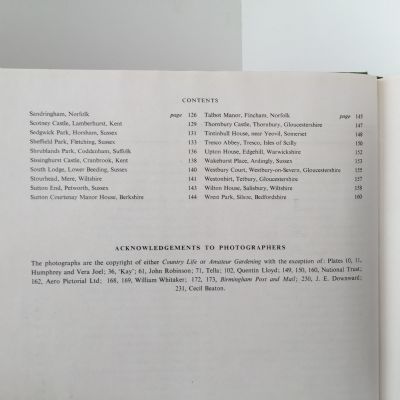 CONTENTS
Sandringham, Norfolk page 126
Scotney Castle, Lamberhurst, Kent 129
Sedgwick Park, Horsham, Sussex 131
Sheffield Park, Fletching, Sussex 133
Shrublands Park, Coddenham, Suffolk 136
Sissinghurst Castle, Cranbrook, Kent 138
South Lodge, Lower Beeding, Sussex 140
Stourhead, Mere, Wiltshire 141
Sutton End, Petworth, Sussex 143
Sutton Courtenay Manor House, Berkshire 144
Talbot Manor, Fincham, Norfolk page 145
Thornbury Castle, Thornbury, Gloucestershire 147
Tintinhull House, near Yeovil, Somerset 148
Tresco Abbey, Tresco, Isles of Scilly 150
Upton House, Edgehill, Warwickshire 152
Wakehurst Place, Ardingly, Sussex 153
Westbury Court, Westbury-on-Severn, Gloucestershire 155
Westonbirt, Tetbury, Gloucestershire 157
Wilton House, Salisbury, Wiltshire 158
Wrest Park, Silsoe, Bedfordshire 160
ACKNOWLEDGEMENTS TO PHOTOGRAPHERS
The photographs are the copyright of either Country Life or Amateur Gardening with the exception of: Plates 10, 11,
Humphrey and Vera Joel; 36, 'Kay'; 61, John Robinson; 71, Tella; 102, Quentin Lloyd; 149, 150, 160, National Trust;
162, Aero Pictorial Ltd; 168, 169, William Whitaker; 172, 173, Birmingham Post and Mail; 230, J. E. Downward;
231, Cecil Beaton.